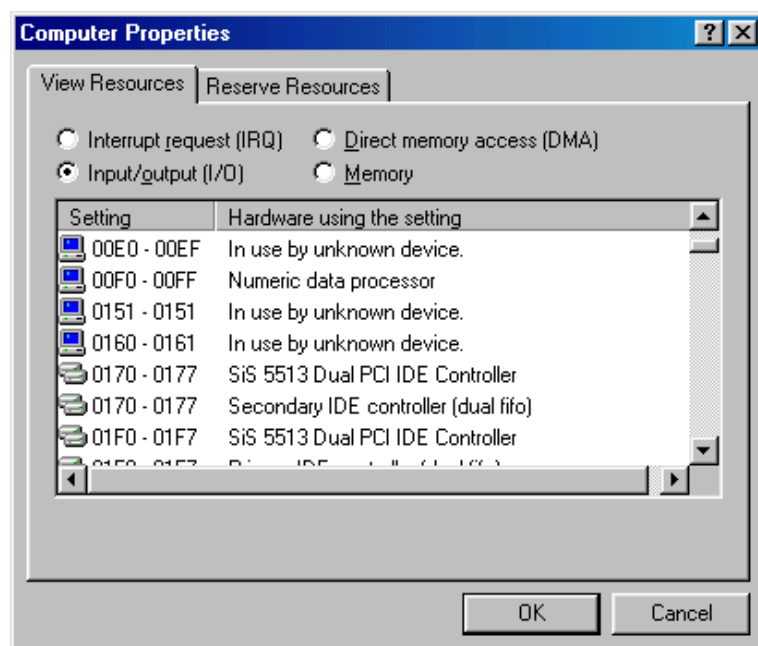 Computer Properties
View Resources Reserve Resources
Interrupt request (IRQ) Direct memory access (DMA)
Input/output (I/O) Memory
Setting Hardware using the setting
00E0 - 00EF In use by unknown device.
00F0 - 00FF Numeric data processor
0151 - 0151 In use by unknown device.
0160 - 0161 In use by unknown device.
0170 - 0177 SiS 5513 Dual PCI IDE Controller
0170 - 0177 Secondary IDE controller (dual fifo)
01F0 - 01F7 SiS 5513 Dual PCI IDE Controller
OK Cancel